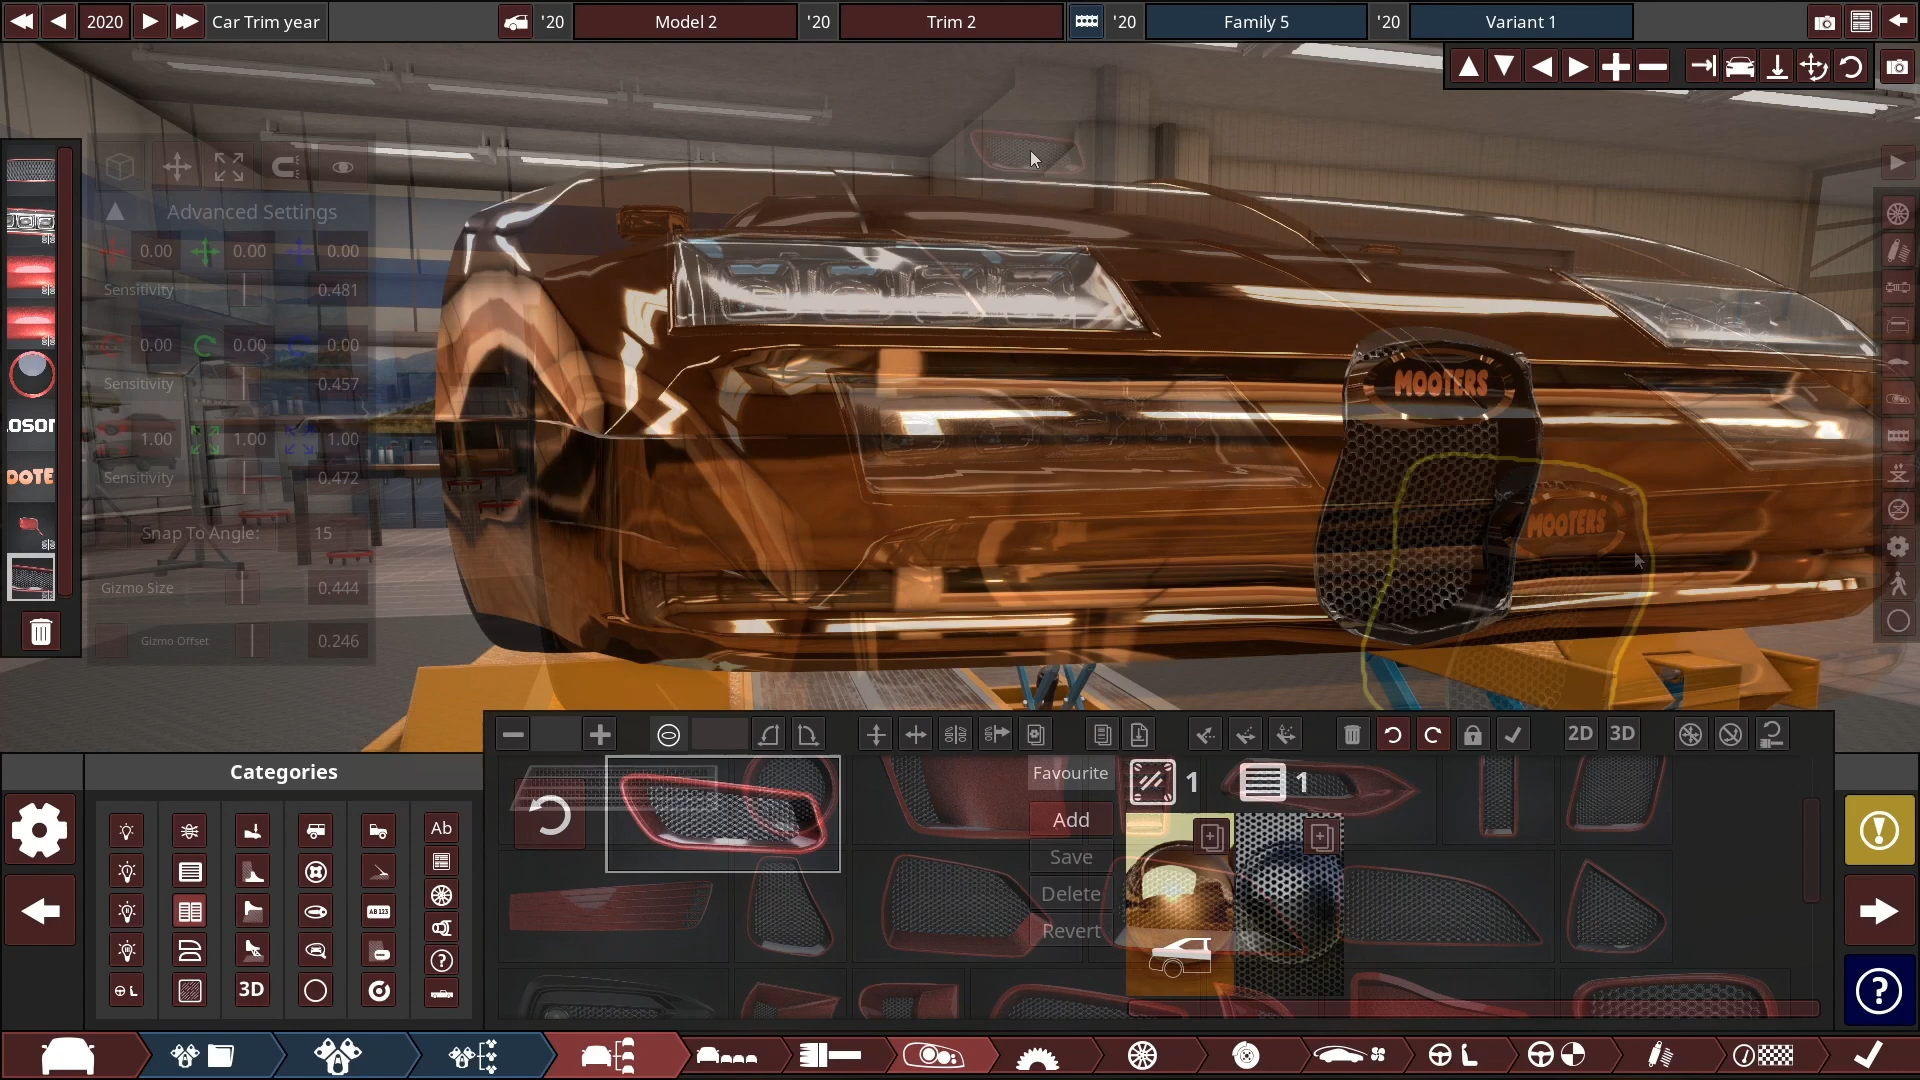 2020
Car Trim year
'20
Model 2
'20
Trim 2
'20
Family 5
'20
Variant 1
Advanced Settings
0.00
0.00
0.00
Sensitivity
0.481
0.00
0.00
0.00
Sensitivity
0.457
1.00
1.00
1.00
Sensitivity
0.472
Snap To Angle:
15
Gizmo Size
0.444
Gizmo Offset
0.246
MOOTERS
MOOTERS
2D
3D
Categories
Ab
AB 123
3D
Favourite
Add
Save
Delete
Revert
1
1